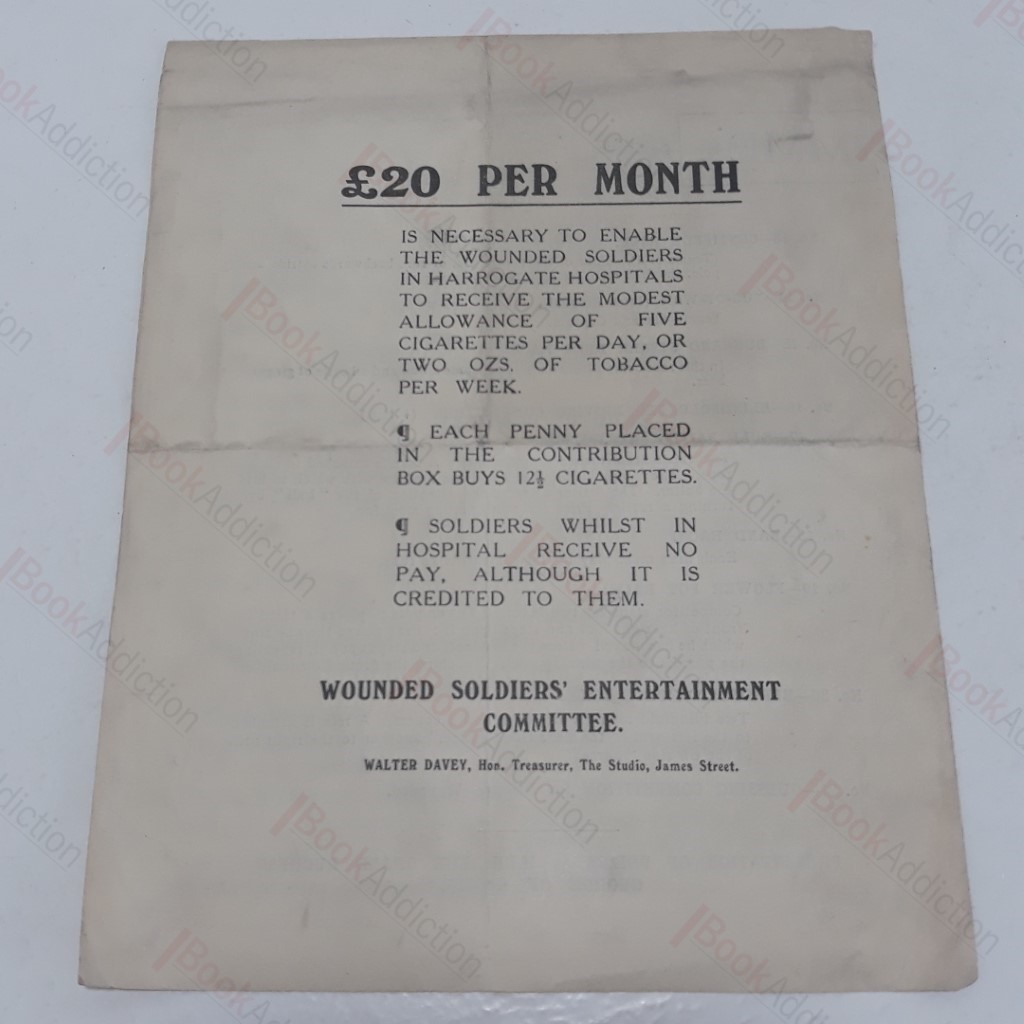 £20 PER MONTH
IS NECESSARY TO ENABLE
THE WOUNDED SOLDIERS
IN HARROGATE HOSPITALS
TO RECEIVE THE MODEST
ALLOWANCE OF FIVE
CIGARETTES PER DAY, OR
TWO OZS. OF TOBACCO
PER WEEK.
¶ EACH PENNY PLACED
IN THE CONTRIBUTION
BOX BUYS 12½ CIGARETTES.
¶ SOLDIERS WHILST IN
HOSPITAL RECEIVE NO
PAY, ALTHOUGH IT IS
CREDITED TO THEM.
WOUNDED SOLDIERS' ENTERTAINMENT
COMMITTEE.
WALTER DAVEY, Hon. Treasurer, The Studio, James Street.
BookAddiction